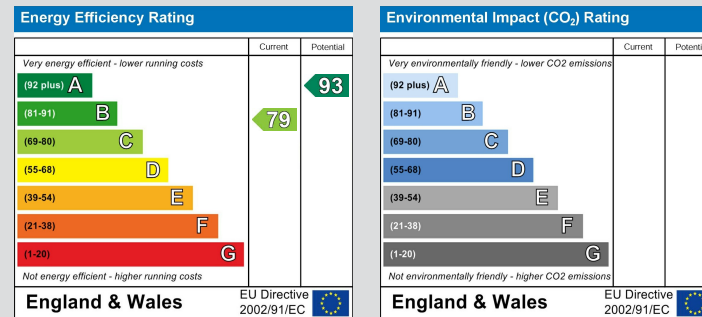 Energy Efficiency Rating
Current Potential
Very energy efficient - lower running costs
(92 plus) A
93
(81-91) B
79
(69-80) C
(55-68) D
(39-54) E
(21-38) F
(1-20) G
Not energy efficient - higher running costs
England & Wales
EU Directive
2002/91/EC
Environmental Impact (CO₂) Rating
Current Potenti
Very environmentally friendly - lower CO2 emissions
(92 plus) A
(81-91) B
(69-80) C
(55-68) D
(39-54) E
(21-38) F
(1-20) G
Not environmentally friendly - higher CO2 emissions
England & Wales
EU Directive
2002/91/EC